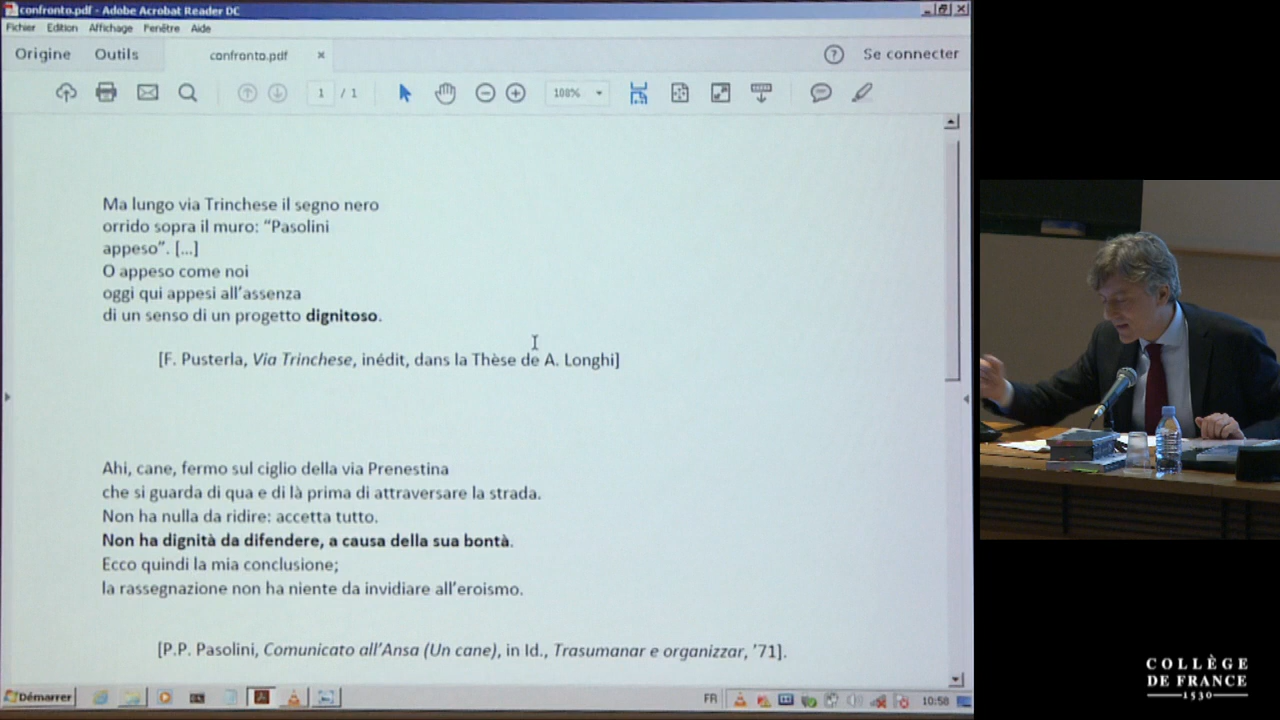 confronto.pdf - Adobe Acrobat Reader DC
Fichier Edition Affichage Fenêtre Aide
Origine Outils confronto.pdf × ? Se connecter
1 / 1 108%
Ma lungo via Trinchese il segno nero
orrido sopra il muro: “Pasolini
appeso”. [...]
O appeso come noi
oggi qui appesi all’assenza
di un senso di un progetto dignitoso.
[F. Pusterla, Via Trinchese, inédit, dans la Thèse de A. Longhi]
Ahi, cane, fermo sul ciglio della via Prenestina
che si guarda di qua e di là prima di attraversare la strada.
Non ha nulla da ridire: accetta tutto.
Non ha dignità da difendere, a causa della sua bontà.
Ecco quindi la mia conclusione;
la rassegnazione non ha niente da invidiare all’eroismo.
[P.P. Pasolini, Comunicato all’Ansa (Un cane), in Id., Trasumanar e organizzar, ’71].
Démarrer FR 10:58
COLLÈGE
DE FRANCE
1530